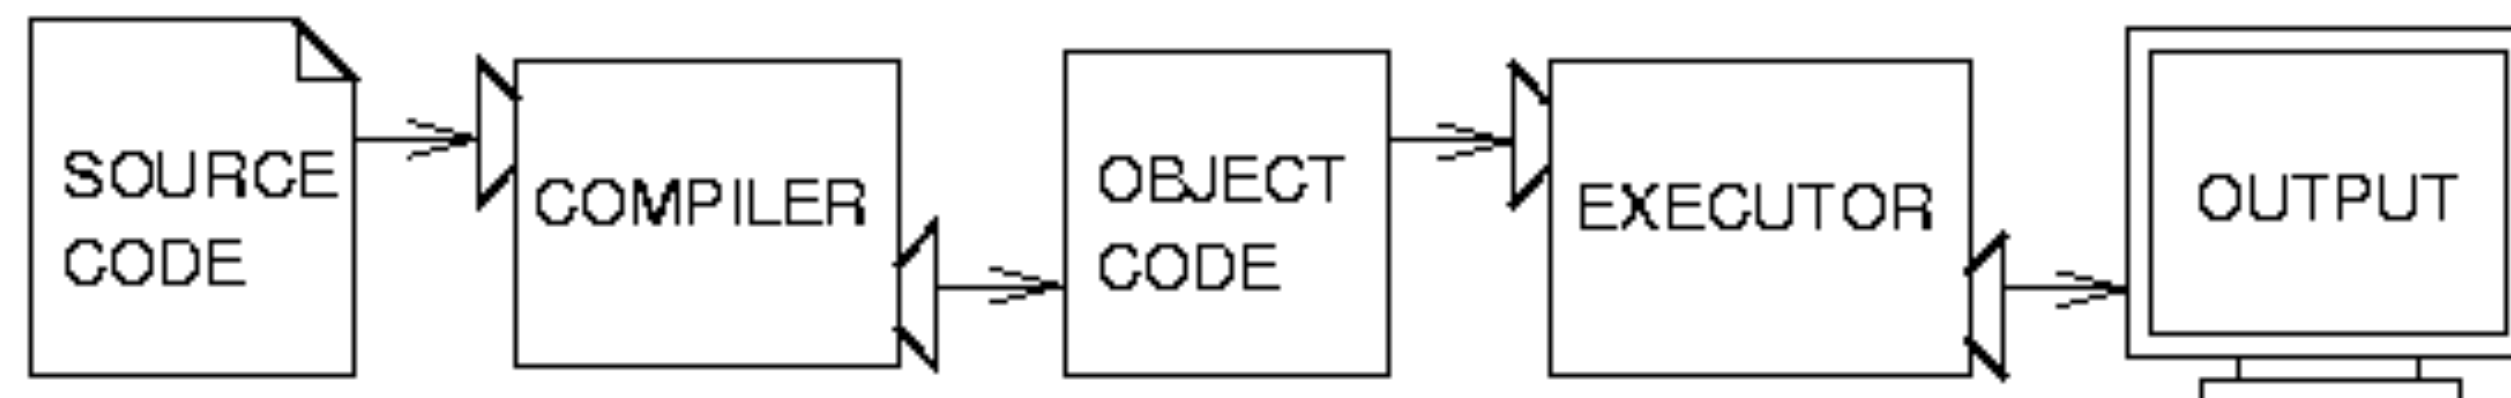 SOURCE
CODE
COMPILER
OBJECT
CODE
EXECUTOR
OUTPUT